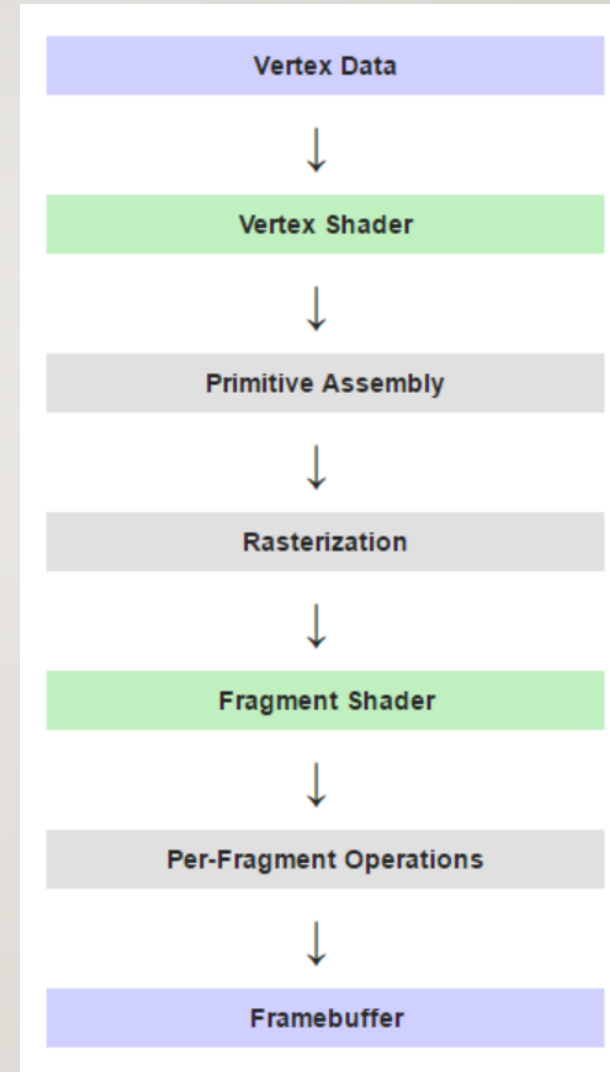 Vertex Data
Vertex Shader
Primitive Assembly
Rasterization
Fragment Shader
Per-Fragment Operations
Framebuffer